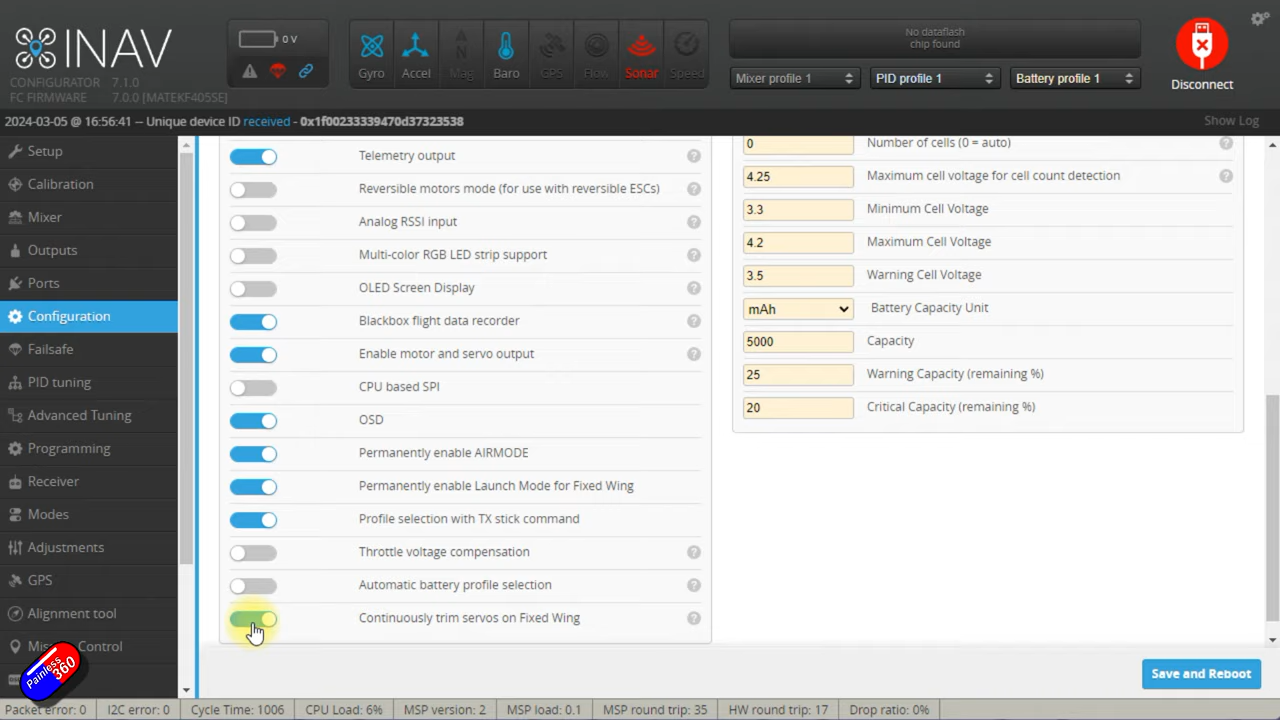 INAV
CONFIGURATOR 7.1.0
FC FIRMWARE 7.0.0 [MATEKF405SE]
0 V
Gyro
Accel
Mag
Baro
GPS
Flow
Sonar
Speed
No dataflash
chip found
Mixer profile 1
PID profile 1
Battery profile 1
Disconnect
2024-03-05 @ 16:56:41 -- Unique device ID received - 0x1f00233339470d37323538
Show Log
Setup
Calibration
Mixer
Outputs
Ports
Configuration
Failsafe
PID tuning
Advanced Tuning
Programming
Receiver
Modes
Adjustments
GPS
Alignment tool
Control
Painless
360
Telemetry output
Reversible motors mode (for use with reversible ESCs)
Analog RSSI input
Multi-color RGB LED strip support
OLED Screen Display
Blackbox flight data recorder
Enable motor and servo output
CPU based SPI
OSD
Permanently enable AIRMODE
Permanently enable Launch Mode for Fixed Wing
Profile selection with TX stick command
Throttle voltage compensation
Automatic battery profile selection
Continuously trim servos on Fixed Wing
0 Number of cells (0 = auto)
4.25 Maximum cell voltage for cell count detection
3.3 Minimum Cell Voltage
4.2 Maximum Cell Voltage
3.5 Warning Cell Voltage
mAh Battery Capacity Unit
5000 Capacity
25 Warning Capacity (remaining %)
20 Critical Capacity (remaining %)
Save and Reboot
Packet error: 0 I2C error: 0 Cycle Time: 1006 CPU Load: 6% MSP version: 2 MSP load: 0.1 MSP round trip: 35 HW round trip: 17 Drop ratio: 0%